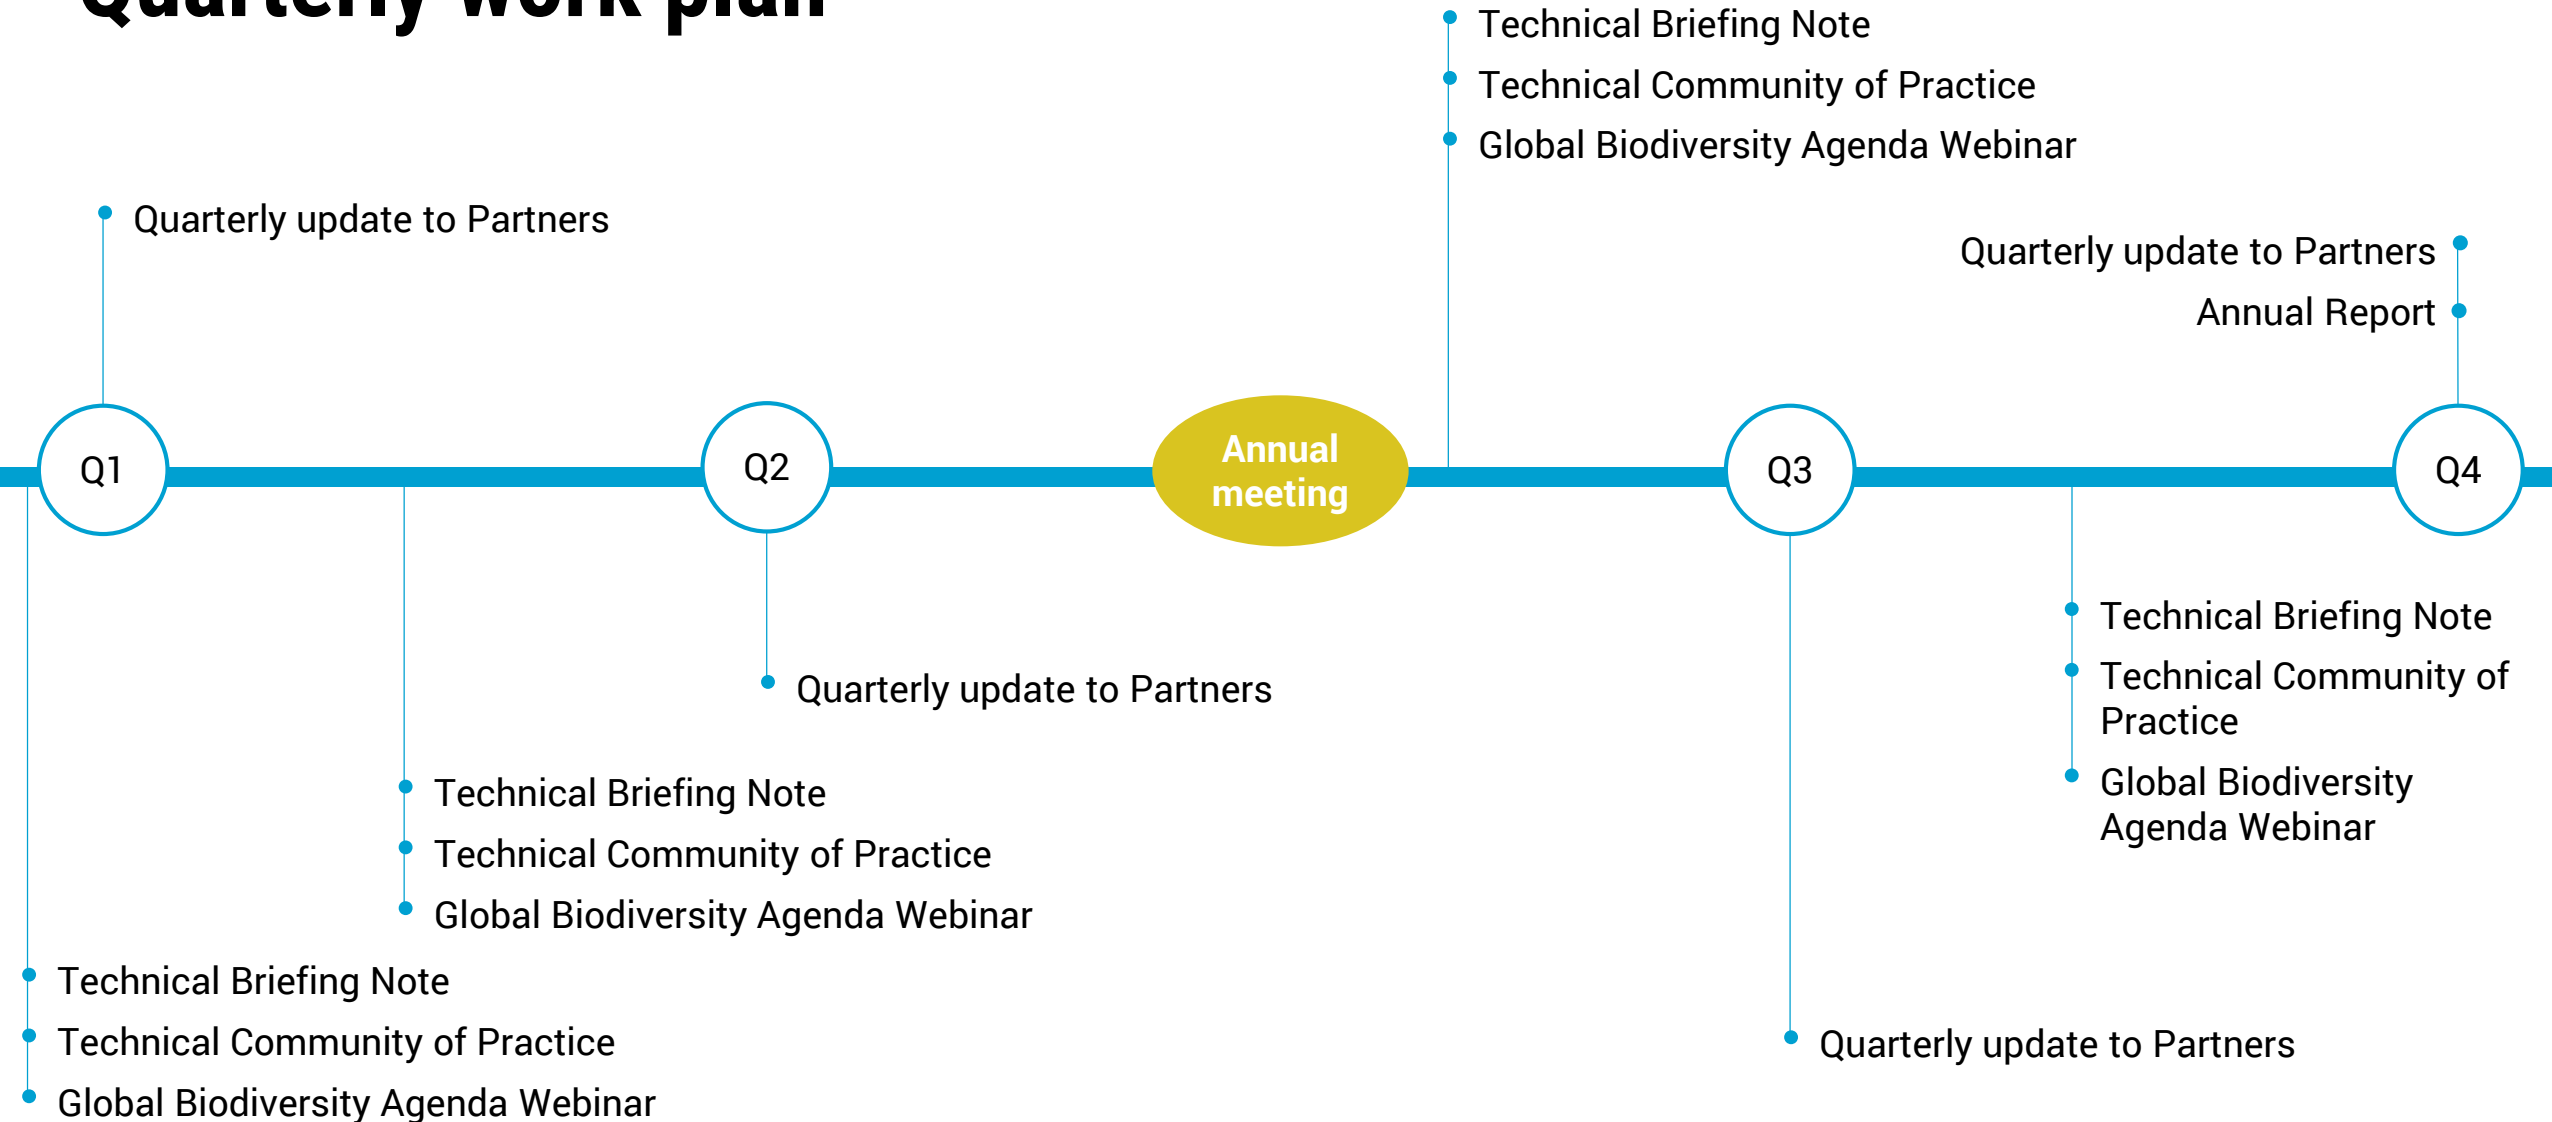 Quarterly work plan
Technical Briefing Note
Technical Community of Practice
Global Biodiversity Agenda Webinar
Quarterly update to Partners
Quarterly update to Partners
Annual Report
Q1
Q2
Annual
meeting
Q3
Q4
Technical Briefing Note
Technical Community of
Practice
Global Biodiversity
Agenda Webinar
Quarterly update to Partners
Technical Briefing Note
Technical Community of Practice
Global Biodiversity Agenda Webinar
Technical Briefing Note
Technical Community of Practice
Global Biodiversity Agenda Webinar
Quarterly update to Partners